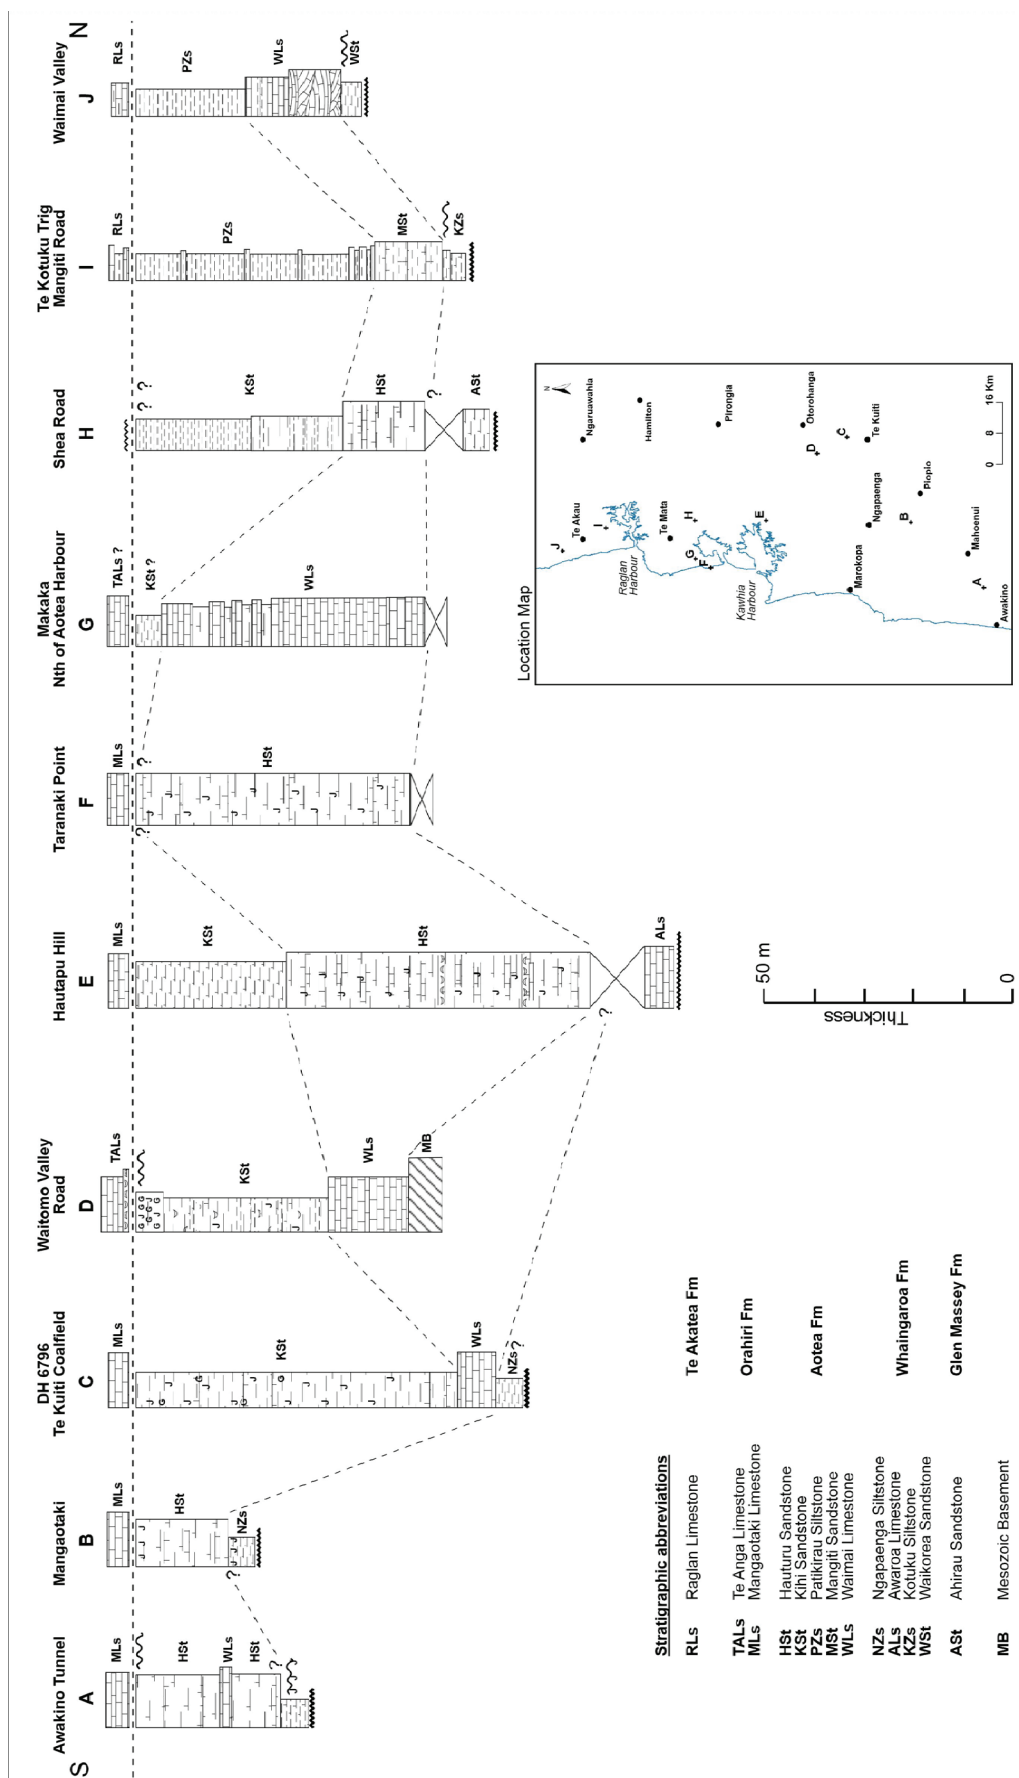 S
N
Awakino Tunnel
A
MLs
HSt
WLs
HSt
?
Mangaotaki
B
MLs
HSt
J J J
NZs
J J J
?
DH 6796
Te Kuiti Coalfield
C
MLs
KSt
WLs
NZs
?
Waitomo Valley
Road
D
TALs
KSt
WLs
MB
Hautapu Hill
E
MLs
KSt
HSt
ALs
?
Taranaki Point
F
MLs
HSt
?
?
Makaka
Nth of Aotea Harbour
G
TALs ?
KSt ?
WLs
Shea Road
H
? ?
?
KSt
HSt
?
ASt
Te Kotuku Trig
Mangiti Road
I
RLs
PZs
MSt
KZs
Waimai Valley
J
RLs
PZs
WLs
WSt
Stratigraphic abbreviations
RLs Raglan Limestone Te Akatea Fm
TALs Te Anga Limestone
MLs Mangaotaki Limestone
Orahiri Fm
HSt Hauturu Sandstone
KSt Kihi Sandstone
PZs Patikirau Siltstone
MSt Mangiti Sandstone
WLs Waimai Limestone
Aotea Fm
NZs Ngapaenga Siltstone
ALs Awaroa Limestone
KZs Kotuku Siltstone
WSt Waikorea Sandstone
Whaingaroa Fm
ASt Ahirau Sandstone Glen Massey Fm
MB Mesozoic Basement
Thickness
50 m
0
Location Map
N
Ngaruawahia
Hamilton
Te Akau
J
I
Raglan
Harbour
Te Mata
Pirongia
H
G
F
E
Kawhia
Harbour
Otorohanga
D
C
Te Kuiti
Marokopa
Ngapaenga
B
Piopio
Mahoenui
A
Awakino
0 8 16 Km